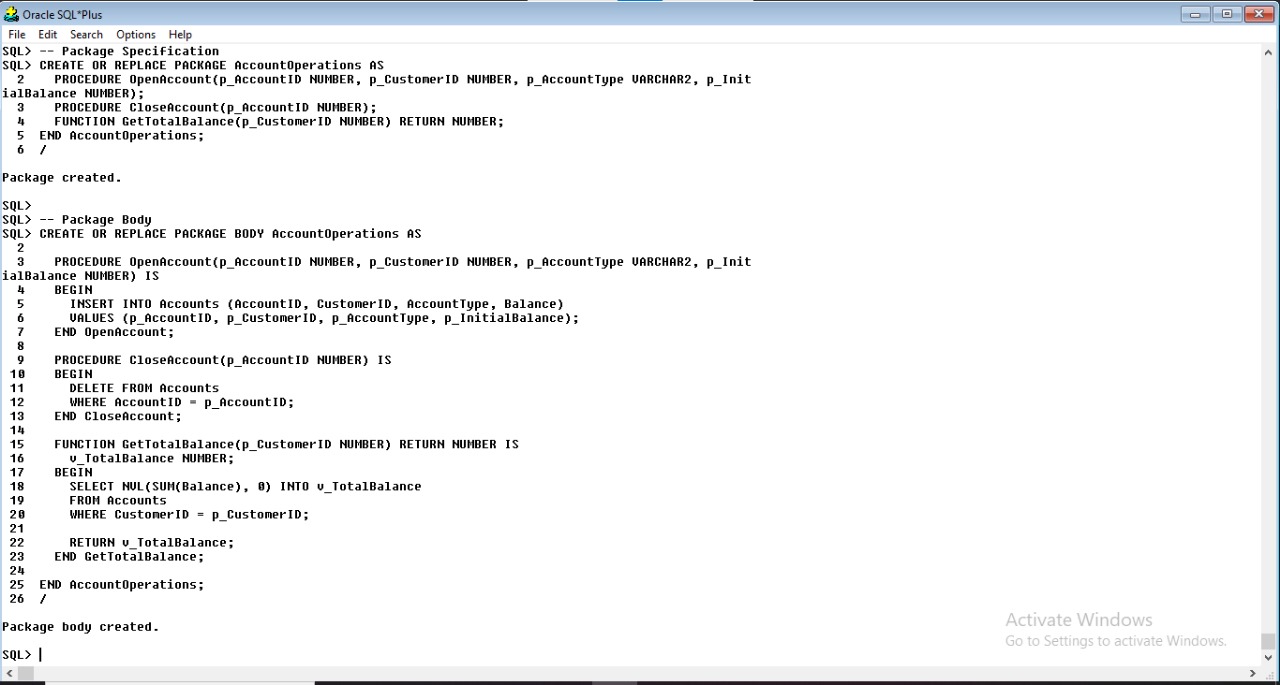 Oracle SQL*Plus
File Edit Search Options Help
SQL> -- Package Specification
SQL> CREATE OR REPLACE PACKAGE AccountOperations AS
  2    PROCEDURE OpenAccount(p_AccountID NUMBER, p_CustomerID NUMBER, p_AccountType VARCHAR2, p_Init
ialBalance NUMBER);
  3    PROCEDURE CloseAccount(p_AccountID NUMBER);
  4    FUNCTION GetTotalBalance(p_CustomerID NUMBER) RETURN NUMBER;
  5  END AccountOperations;
  6  /
Package created.
SQL>
SQL> -- Package Body
SQL> CREATE OR REPLACE PACKAGE BODY AccountOperations AS
  2
  3    PROCEDURE OpenAccount(p_AccountID NUMBER, p_CustomerID NUMBER, p_AccountType VARCHAR2, p_Init
ialBalance NUMBER) IS
  4    BEGIN
  5      INSERT INTO Accounts (AccountID, CustomerID, AccountType, Balance)
  6      VALUES (p_AccountID, p_CustomerID, p_AccountType, p_InitialBalance);
  7    END OpenAccount;
  8
  9    PROCEDURE CloseAccount(p_AccountID NUMBER) IS
 10    BEGIN
 11      DELETE FROM Accounts
 12      WHERE AccountID = p_AccountID;
 13    END CloseAccount;
 14
 15    FUNCTION GetTotalBalance(p_CustomerID NUMBER) RETURN NUMBER IS
 16      v_TotalBalance NUMBER;
 17    BEGIN
 18      SELECT NVL(SUM(Balance), 0) INTO v_TotalBalance
 19      FROM Accounts
 20      WHERE CustomerID = p_CustomerID;
 21
 22      RETURN v_TotalBalance;
 23    END GetTotalBalance;
 24
 25  END AccountOperations;
 26  /
Package body created.
SQL>
Activate Windows
Go to Settings to activate Windows.